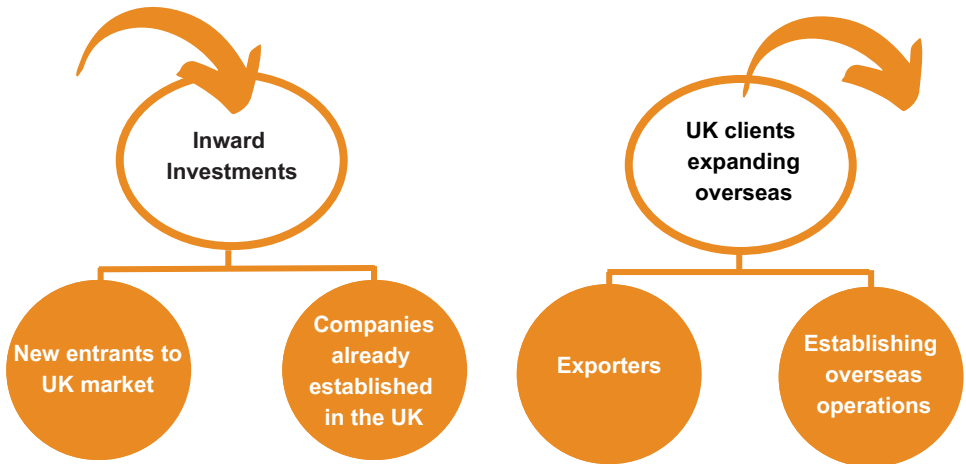 Inward
Investments
New entrants to
UK market
Companies
already
established
in the UK
UK clients
expanding
overseas
Exporters
Establishing
overseas
operations